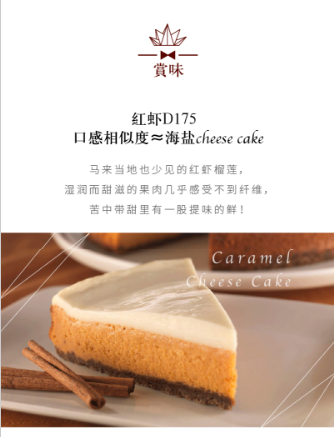 賞味
红虾D175
口感相似度≈海盐cheese cake
马来当地也少见的红虾榴莲，
湿润而甜滋的果肉几乎感受不到纤维，
苦中带甜里有一股提味的鲜！
Caramel
Cheese Cake